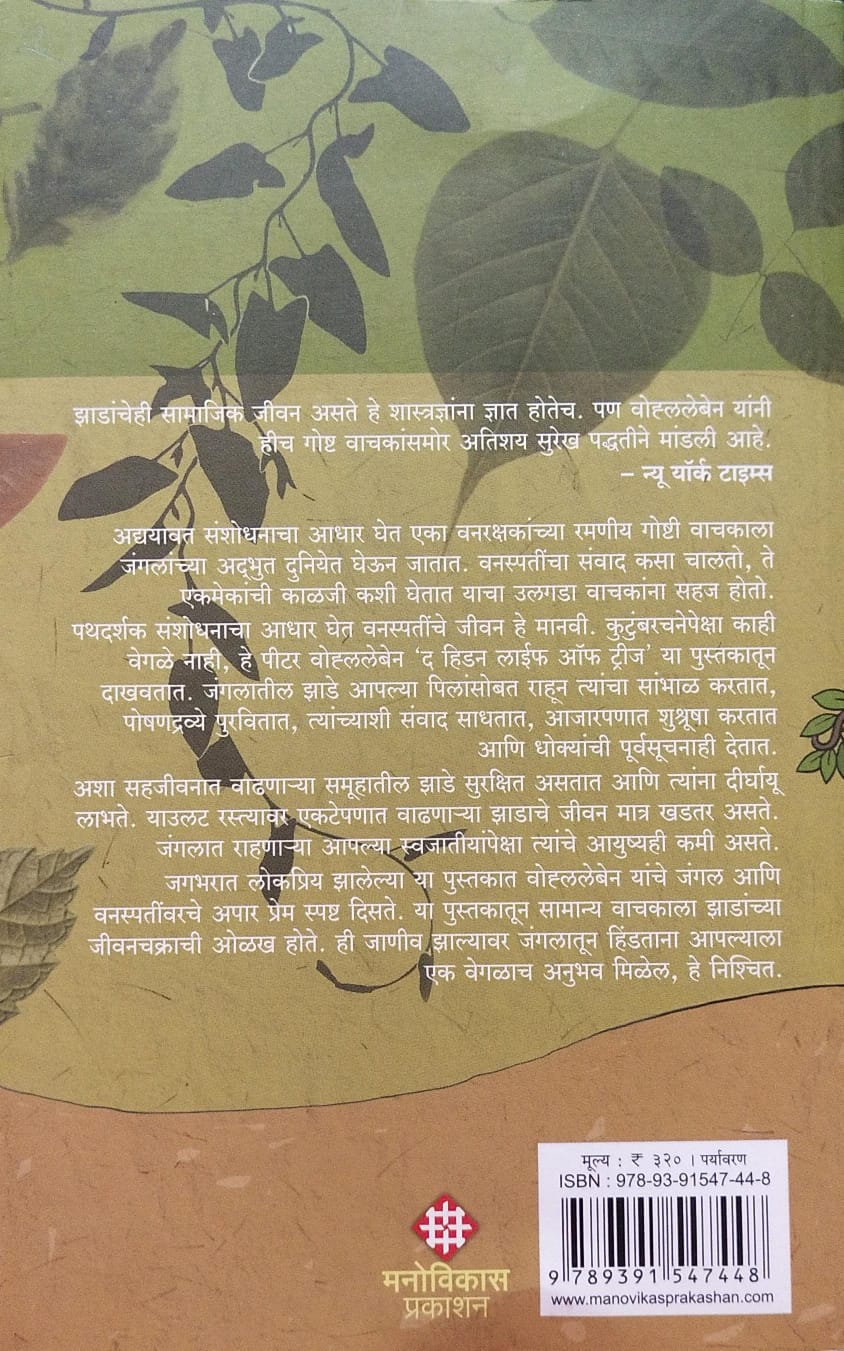 झाडांचेही सामाजिक जीवन असते हे शास्त्रज्ञांना ज्ञात होतेच. पण वोह्ललेबेन यांनी
हीच गोष्ट वाचकांसमोर अतिशय सुरेख पद्धतीने मांडली आहे.
– न्यू यॉर्क टाइम्स
अद्ययावत संशोधनाचा आधार घेत एका वनरक्षकांच्या रमणीय गोष्टी वाचकाला
जंगलांच्या अद्‌भुत दुनियेत घेऊन जातात. वनस्पतींचा संवाद कसा चालतो, ते
एकमेकांची काळजी कशी घेतात याचा उलगडा वाचकांना सहज होतो.
पथदर्शक संशोधनाचा आधार घेत वनस्पतींचे जीवन हे मानवी. कुटुंबरचनेपेक्षा काही
वेगळे नाही, हे पीटर वोह्ललेबेन ‘द हिडन लाईफ ऑफ ट्रीज’ या पुस्तकातून
दाखवतात. जंगलातील झाडे आपल्या पिलांसोबत राहून त्यांचा सांभाळ करतात,
पोषणद्रव्ये पुरवितात, त्यांच्याशी संवाद साधतात, आजारपणात शुश्रूषा करतात
आणि धोक्यांची पूर्वसूचनाही देतात.
अशा सहजीवनात वाढणाऱ्या समूहातील झाडे सुरक्षित असतात आणि त्यांना दीर्घायू
लाभते. याउलट रस्त्यावर एकटेपणात वाढणाऱ्या झाडाचे जीवन मात्र खडतर असते.
जंगलात राहणाऱ्या आपल्या स्वजातीयांपेक्षा त्यांचे आयुष्यही कमी असते.
जगभरात लोकप्रिय झालेल्या या पुस्तकात वोह्ललेबेन यांचे जंगल आणि
वनस्पतींवरचे अपार प्रेम स्पष्ट दिसते. या पुस्तकातून सामान्य वाचकाला झाडांच्या
जीवनचक्राची ओळख होते. ही जाणीव झाल्यावर जंगलातून हिंडताना आपल्याला
एक वेगळाच अनुभव मिळेल, हे निश्चित.
मूल्य : ₹ ३२० । पर्यावरण
ISBN : 978-93-91547-44-8
9 789391 547448
www.manovikasprakashan.com
मनोविकास
प्रकाशन